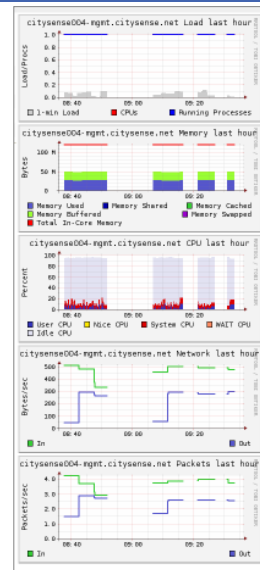 citysense004-mgmt.citysense.net Load last hour
Load/Procs
1.0
0.8
0.6
0.4
0.2
0.0
08:40 09:00 09:20
1-min Load CPUs Running Processes
citysense004-mgmt.citysense.net Memory last hour
Bytes
100 M
50 M
0
08:40 09:00 09:20
Memory Used Memory Shared Memory Cached
Memory Buffered Memory Swapped
Total In-Core Memory
citysense004-mgmt.citysense.net CPU last hour
Percent
100
80
60
40
20
0
08:40 09:00 09:20
User CPU Nice CPU System CPU WAIT CPU
Idle CPU
citysense004-mgmt.citysense.net Network last hour
Bytes/sec
500
400
300
200
100
0
08:40 09:00 09:20
In Out
citysense004-mgmt.citysense.net Packets last hour
Packets/sec
4.0
3.0
2.0
1.0
0.0
08:40 09:00 09:20
In Out